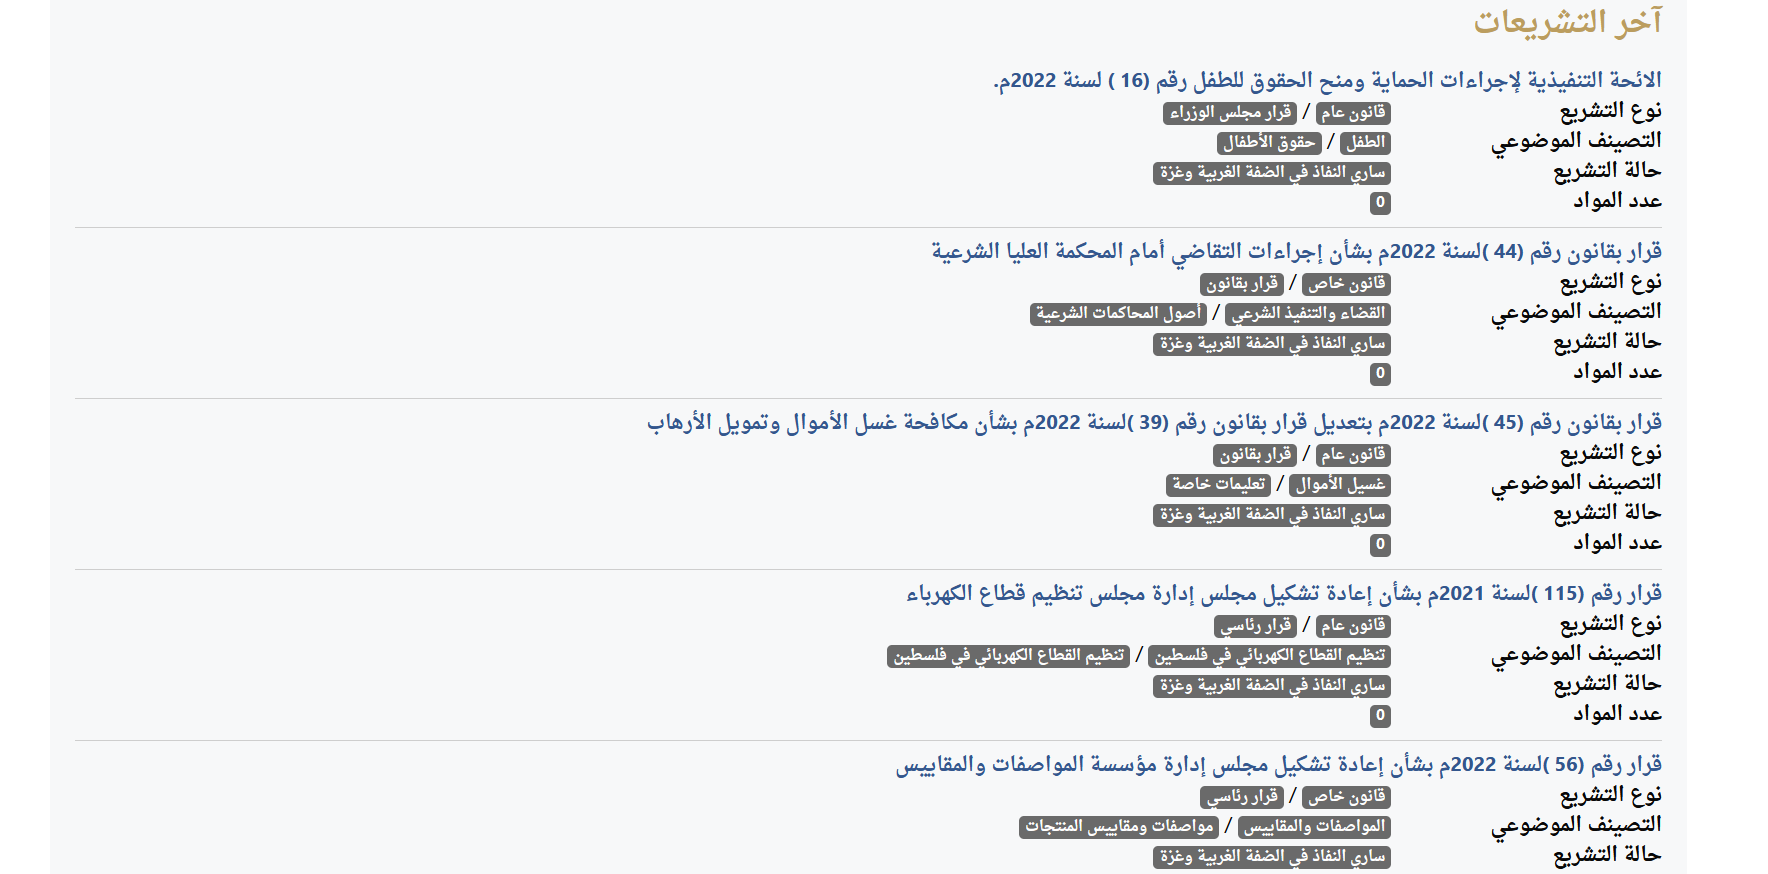 آخر التشريعات
الائحة التنفيذية لإجراءات الحماية ومنح الحقوق للطفل رقم (16 ) لسنة 2022م.
نوع التشريع قانون عام / قرار مجلس الوزراء
التصينف الموضوعي الطفل / حقوق الأطفال
حالة التشريع ساري النفاذ في الضفة الغربية وغزة
عدد المواد 0
قرار بقانون رقم (44 )لسنة 2022م بشأن إجراءات التقاضي أمام المحكمة العليا الشرعية
نوع التشريع قانون خاص / قرار بقانون
التصينف الموضوعي القضاء والتنفيذ الشرعي / أصول المحاكمات الشرعية
حالة التشريع ساري النفاذ في الضفة الغربية وغزة
عدد المواد 0
قرار بقانون رقم (45 )لسنة 2022م بتعديل قرار بقانون رقم (39 )لسنة 2022م بشأن مكافحة غسل الأموال وتمويل الأرهاب
نوع التشريع قانون عام / قرار بقانون
التصينف الموضوعي غسيل الأموال / تعليمات خاصة
حالة التشريع ساري النفاذ في الضفة الغربية وغزة
عدد المواد 0
قرار رقم (115 )لسنة 2021م بشأن إعادة تشكيل مجلس إدارة مجلس تنظيم قطاع الكهرباء
نوع التشريع قانون عام / قرار رئاسي
التصينف الموضوعي تنظيم القطاع الكهربائي في فلسطين / تنظيم القطاع الكهربائي في فلسطين
حالة التشريع ساري النفاذ في الضفة الغربية وغزة
عدد المواد 0
قرار رقم (56 )لسنة 2022م بشأن إعادة تشكيل مجلس إدارة مؤسسة المواصفات والمقاييس
نوع التشريع قانون خاص / قرار رئاسي
التصينف الموضوعي المواصفات والمقاييس / مواصفات ومقاييس المنتجات
حالة التشريع ساري النفاذ في الضفة الغربية وغزة